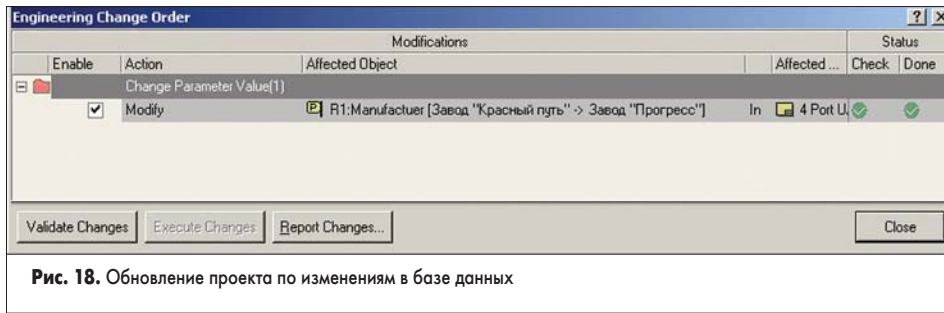 Engineering Change Order
Modifications Status
Enable Action Affected Object Affected ... Check Done
Change Parameter Value(1)
Modify R1:Manufactuer [Завод "Красный путь" -> Завод "Прогресс"] In 4 Port U
Validate Changes Execute Changes Report Changes... Close
Рис. 18. Обновление проекта по изменениям в базе данных